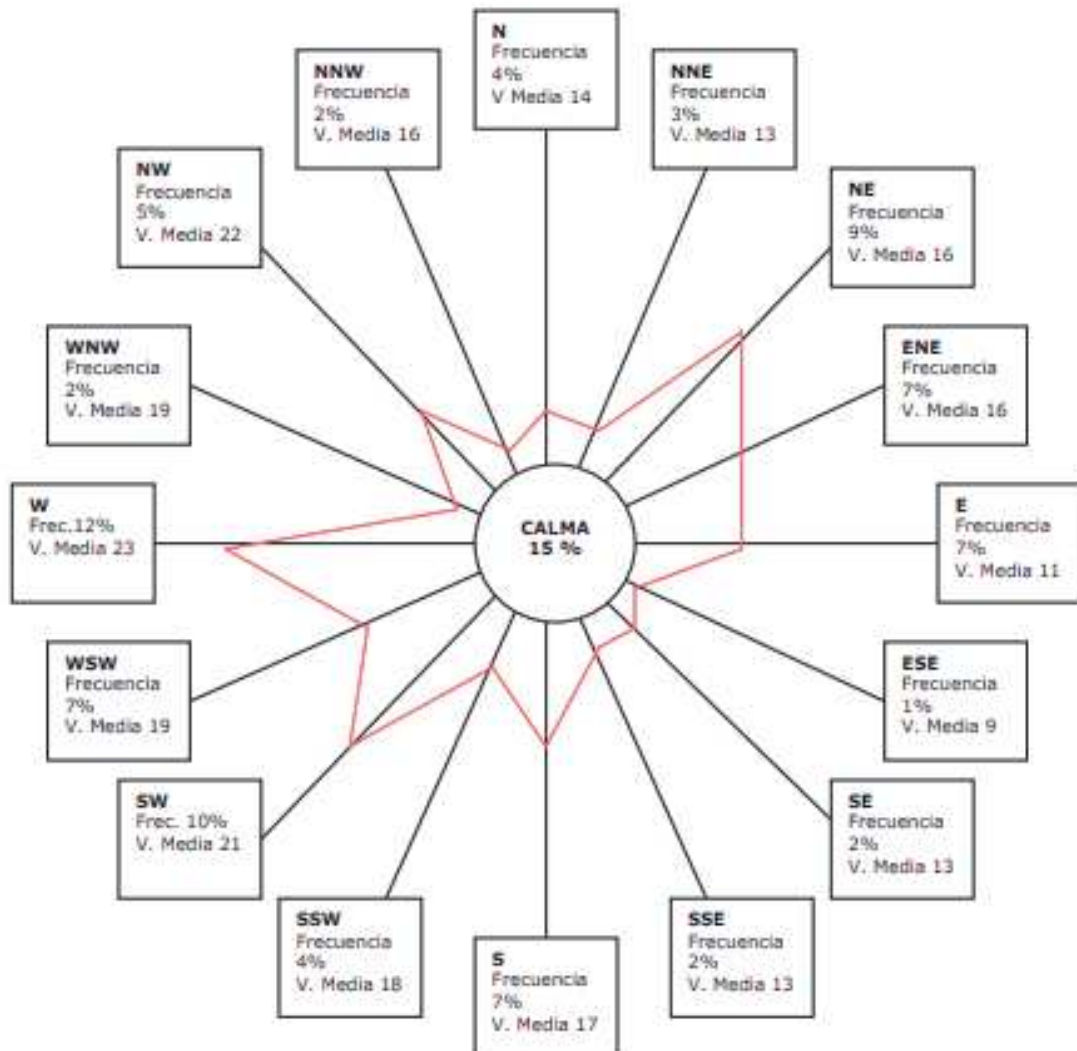 N
Frecuencia
4%
V Media 14
NNW
Frecuencia
2%
V. Media 16
NNE
Frecuencia
3%
V. Media 13
NW
Frecuencia
5%
V. Media 22
NE
Frecuencia
9%
V. Media 16
WNW
Frecuencia
2%
V. Media 19
ENE
Frecuencia
7%
V. Media 16
W
Frec.12%
V. Media 23
CALMA
15 %
E
Frecuencia
7%
V. Media 11
WSW
Frecuencia
7%
V. Media 19
ESE
Frecuencia
1%
V. Media 9
SW
Frec. 10%
V. Media 21
SE
Frecuencia
2%
V. Media 13
SSW
Frecuencia
4%
V. Media 18
S
Frecuencia
7%
V. Media 17
SSE
Frecuencia
2%
V. Media 13